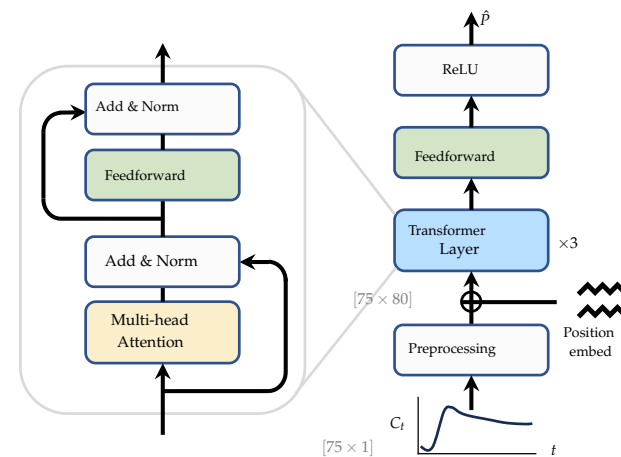 Add & Norm
Feedforward
Add & Norm
Multi-head
Attention
P̂
ReLU
Feedforward
Transformer
Layer
×3
[75 × 80]
Position
embed
Preprocessing
Cₜ
t
[75 × 1]